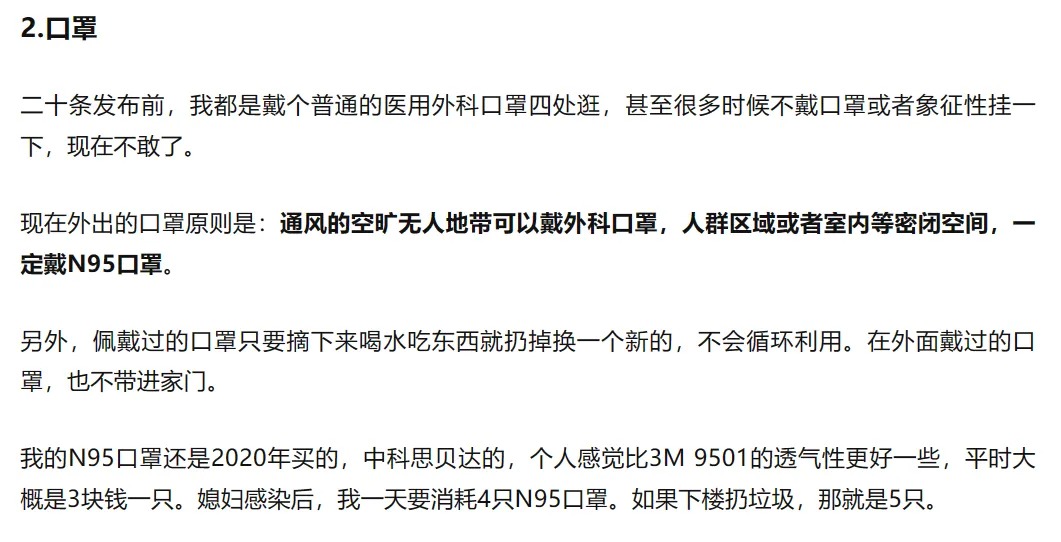 2.口罩
二十条发布前，我都是戴个普通的医用外科口罩四处逛，甚至很多时候不戴口罩或者象征性挂一
下，现在不敢了。
现在外出的口罩原则是：通风的空旷无人地带可以戴外科口罩，人群区域或者室内等密闭空间，一
定戴N95口罩。
另外，佩戴过的口罩只要摘下来喝水吃东西就扔掉换一个新的，不会循环利用。在外面戴过的口
罩，也不带进家门。
我的N95口罩还是2020年买的，中科思贝达的，个人感觉比3M 9501的透气性更好一些，平时大
概是3块钱一只。媳妇感染后，我一天要消耗4只N95口罩。如果下楼扔垃圾，那就是5只。